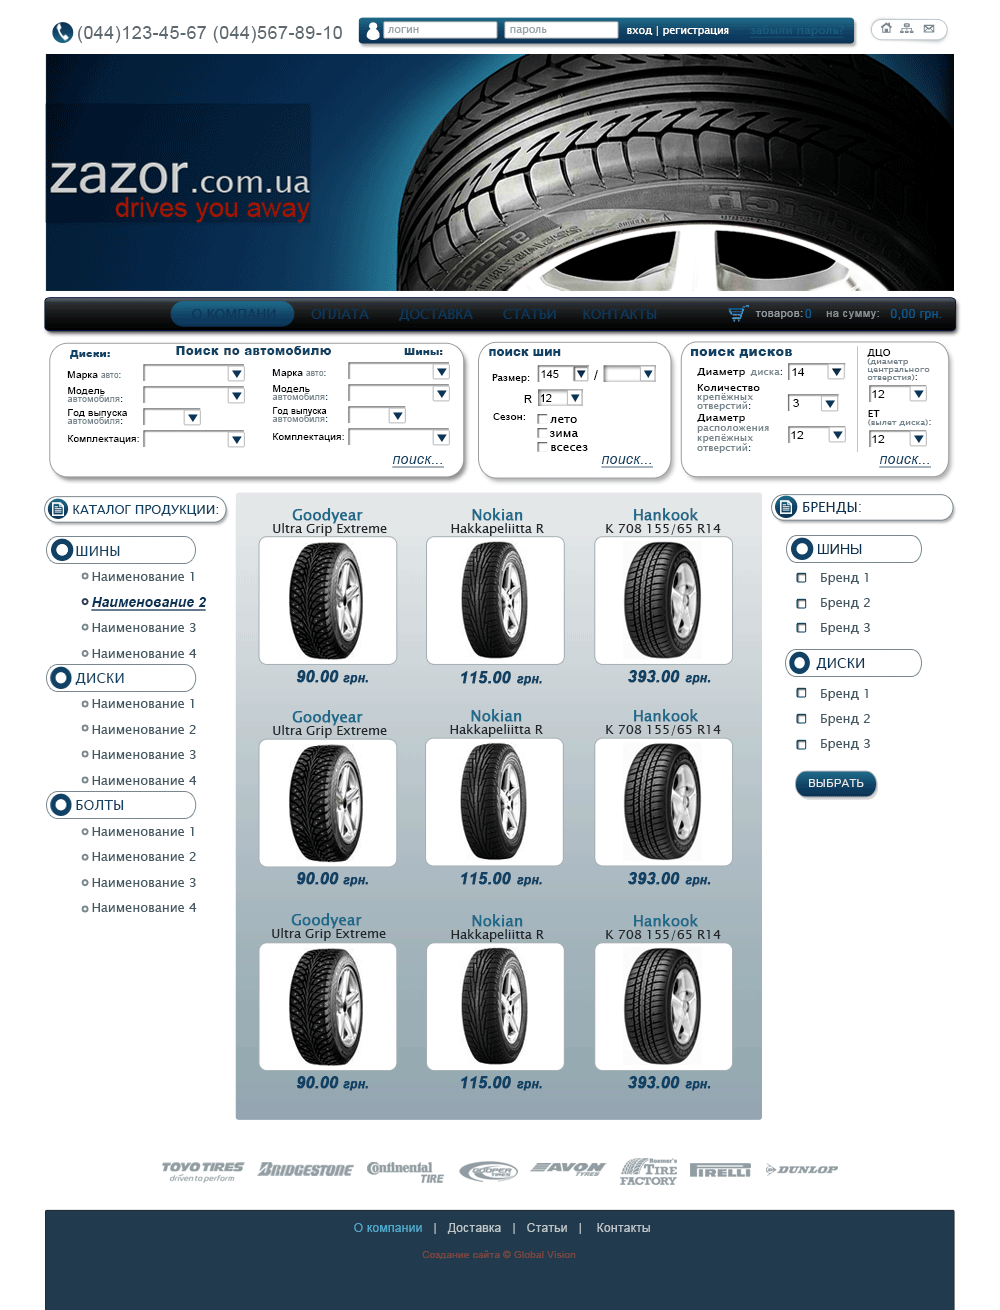 (044)123-45-67 (044)567-89-10
логин
пароль
вход | регистрация
забыли пароль?
zazor.com.ua
drives you away
О КОМПАНИ
ОПЛАТА
ДОСТАВКА
СТАТЬИ
КОНТАКТЫ
товаров:0
на сумму: 0,00 грн.
Поиск по автомобилю
Диски:
Марка авто:
Модель
автомобиля:
Год выпуска
автомобиля:
Комплектация:
Шины:
Марка авто:
Модель
автомобиля:
Год выпуска
автомобиля:
Комплектация:
поиск...
поиск шин
Размер: 145 /
R 12
Сезон:
лето
зима
всесез
поиск...
поиск дисков
Диаметр диска: 14
Количество
крепёжных
отверстий: 3
Диаметр
расположения
крепёжных
отверстий: 12
ДЦО
(диаметр
центрального
отверстия):
12
ЕТ
(вылет диска):
12
поиск...
КАТАЛОГ ПРОДУКЦИИ:
ШИНЫ
Наименование 1
Наименование 2
Наименование 3
Наименование 4
ДИСКИ
Наименование 1
Наименование 2
Наименование 3
Наименование 4
БОЛТЫ
Наименование 1
Наименование 2
Наименование 3
Наименование 4
Goodyear
Ultra Grip Extreme
90.00 грн.
Nokian
Hakkapeliitta R
115.00 грн.
Hankook
K 708 155/65 R14
393.00 грн.
Goodyear
Ultra Grip Extreme
90.00 грн.
Nokian
Hakkapeliitta R
115.00 грн.
Hankook
K 708 155/65 R14
393.00 грн.
Goodyear
Ultra Grip Extreme
90.00 грн.
Nokian
Hakkapeliitta R
115.00 грн.
Hankook
K 708 155/65 R14
393.00 грн.
БРЕНДЫ:
ШИНЫ
Бренд 1
Бренд 2
Бренд 3
ДИСКИ
Бренд 1
Бренд 2
Бренд 3
ВЫБРАТЬ
TOYO TIRES
driven to perform
BRIDGESTONE
Continental
TIRE
COOPER
TIRES
AVON
TYRES
TIRE
FACTORY
PIRELLI
DUNLOP
О компании | Доставка | Статьи | Контакты
Создание сайта © Global Vision